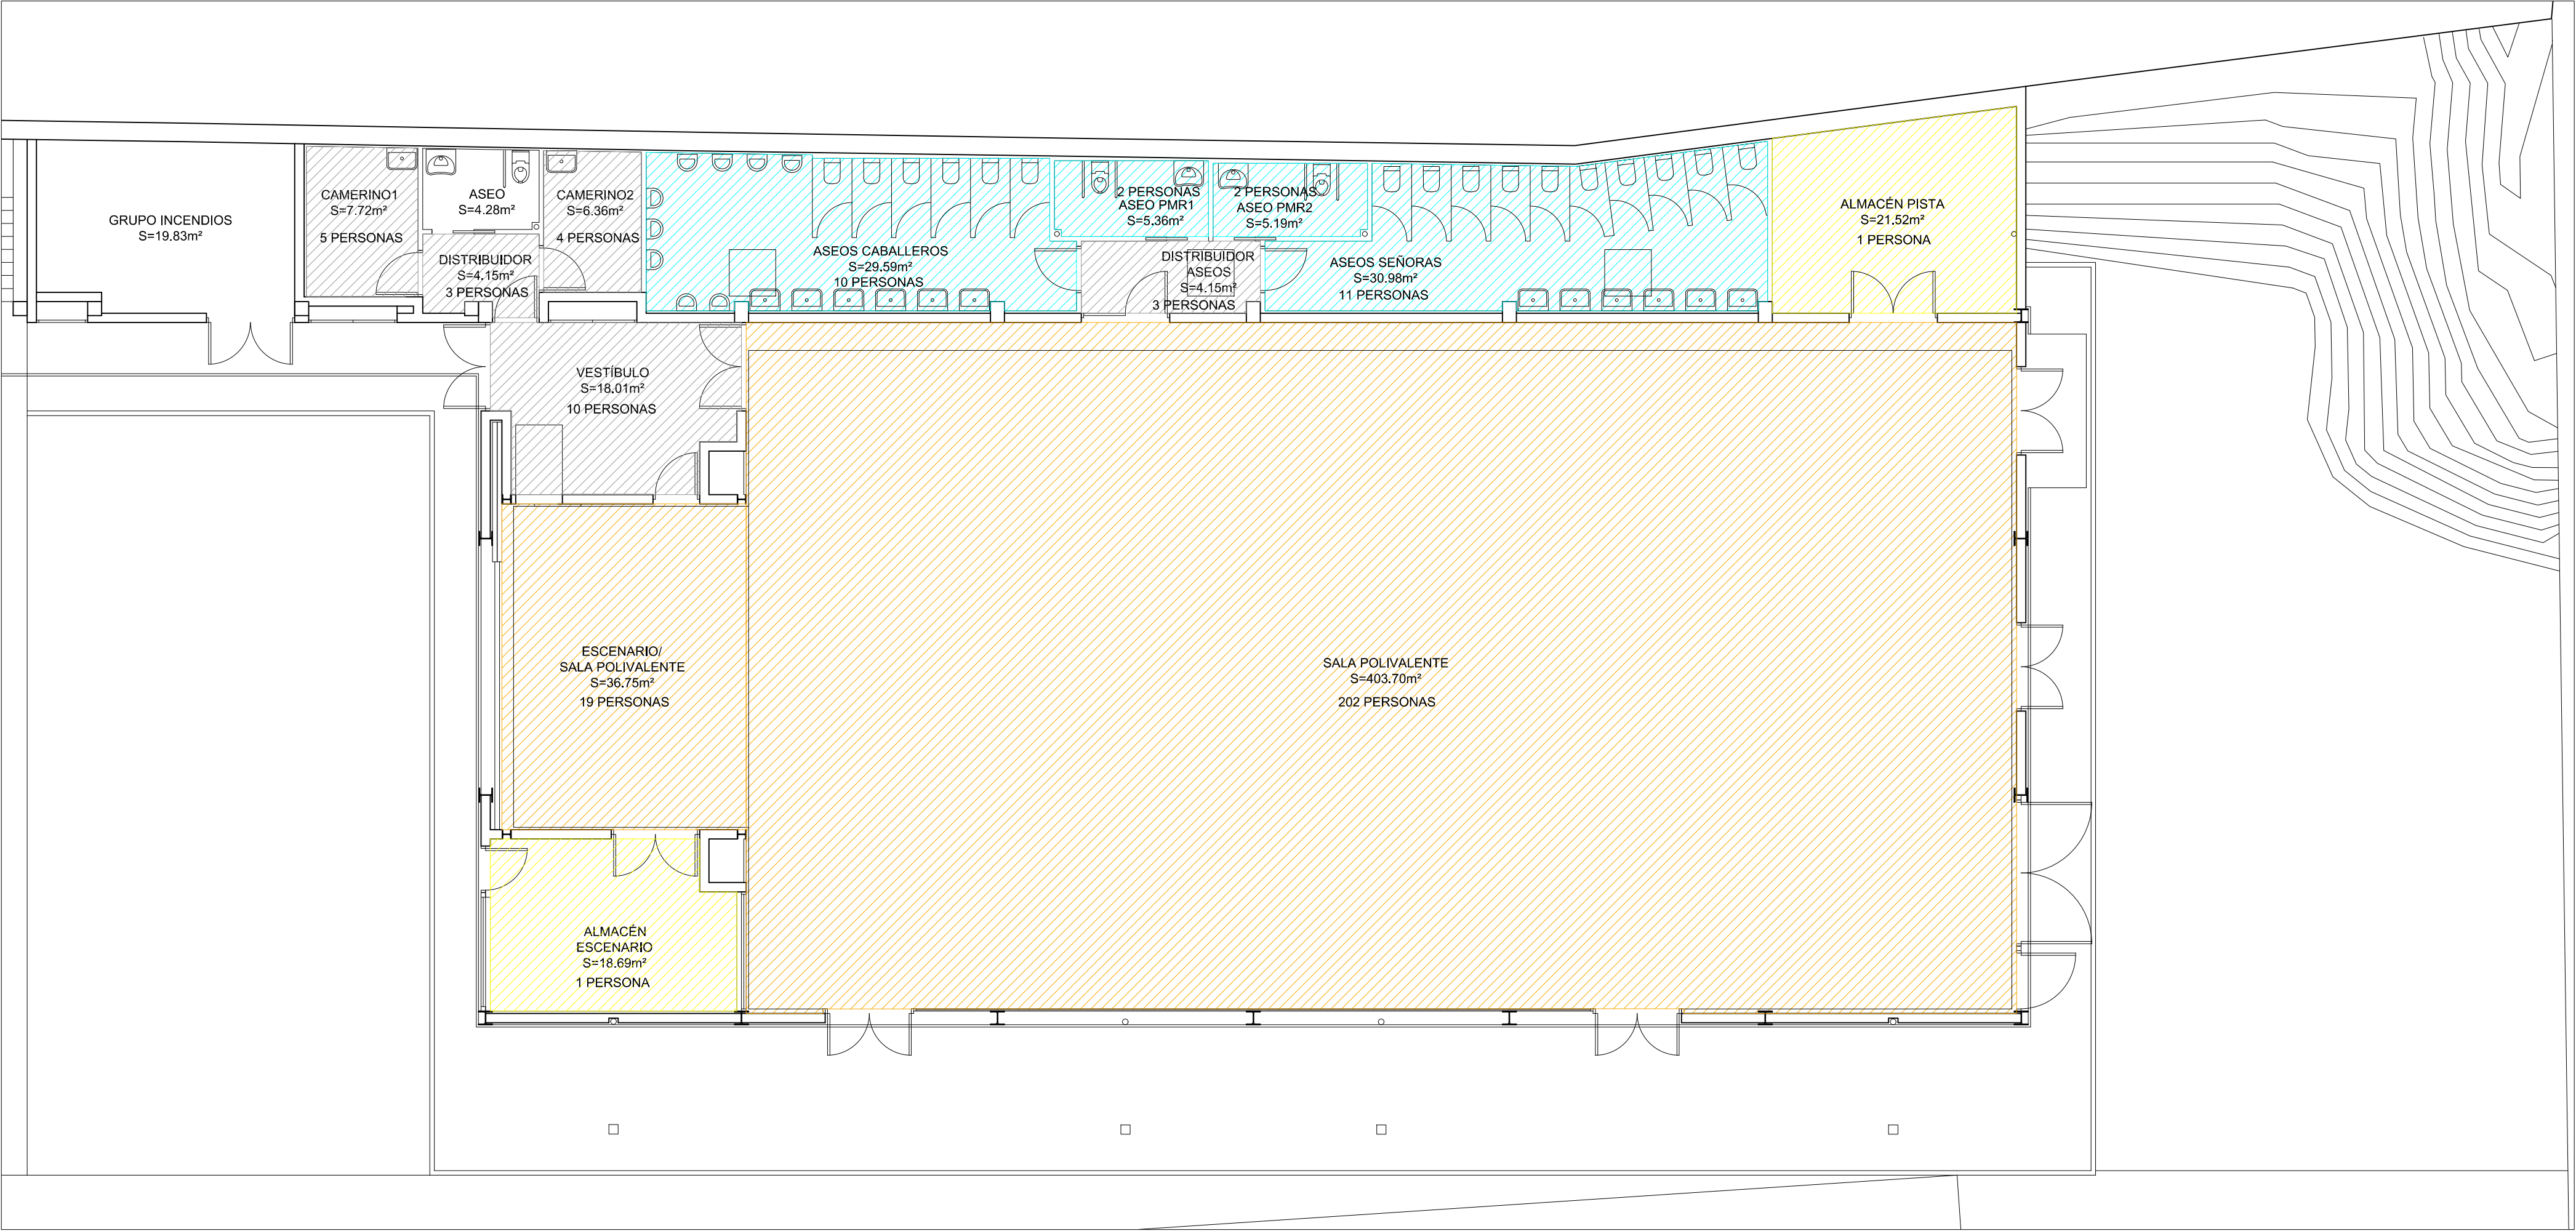 GRUPO INCENDIOS
S=19.83m²
CAMERINO1
S=7.72m²
5 PERSONAS
ASEO
S=4.28m²
DISTRIBUIDOR
S=4.15m²
3 PERSONAS
CAMERINO2
S=6.36m²
4 PERSONAS
ASEOS CABALLEROS
S=29.59m²
10 PERSONAS
2 PERSONAS
ASEO PMR1
S=5.36m²
2 PERSONAS
ASEO PMR2
S=5.19m²
DISTRIBUIDOR
ASEOS
S=4.15m²
3 PERSONAS
ASEOS SEÑORAS
S=30.98m²
11 PERSONAS
ALMACÉN PISTA
S=21.52m²
1 PERSONA
VESTÍBULO
S=18.01m²
10 PERSONAS
ESCENARIO/
SALA POLIVALENTE
S=36.75m²
19 PERSONAS
SALA POLIVALENTE
S=403.70m²
202 PERSONAS
ALMACÉN
ESCENARIO
S=18.69m²
1 PERSONA